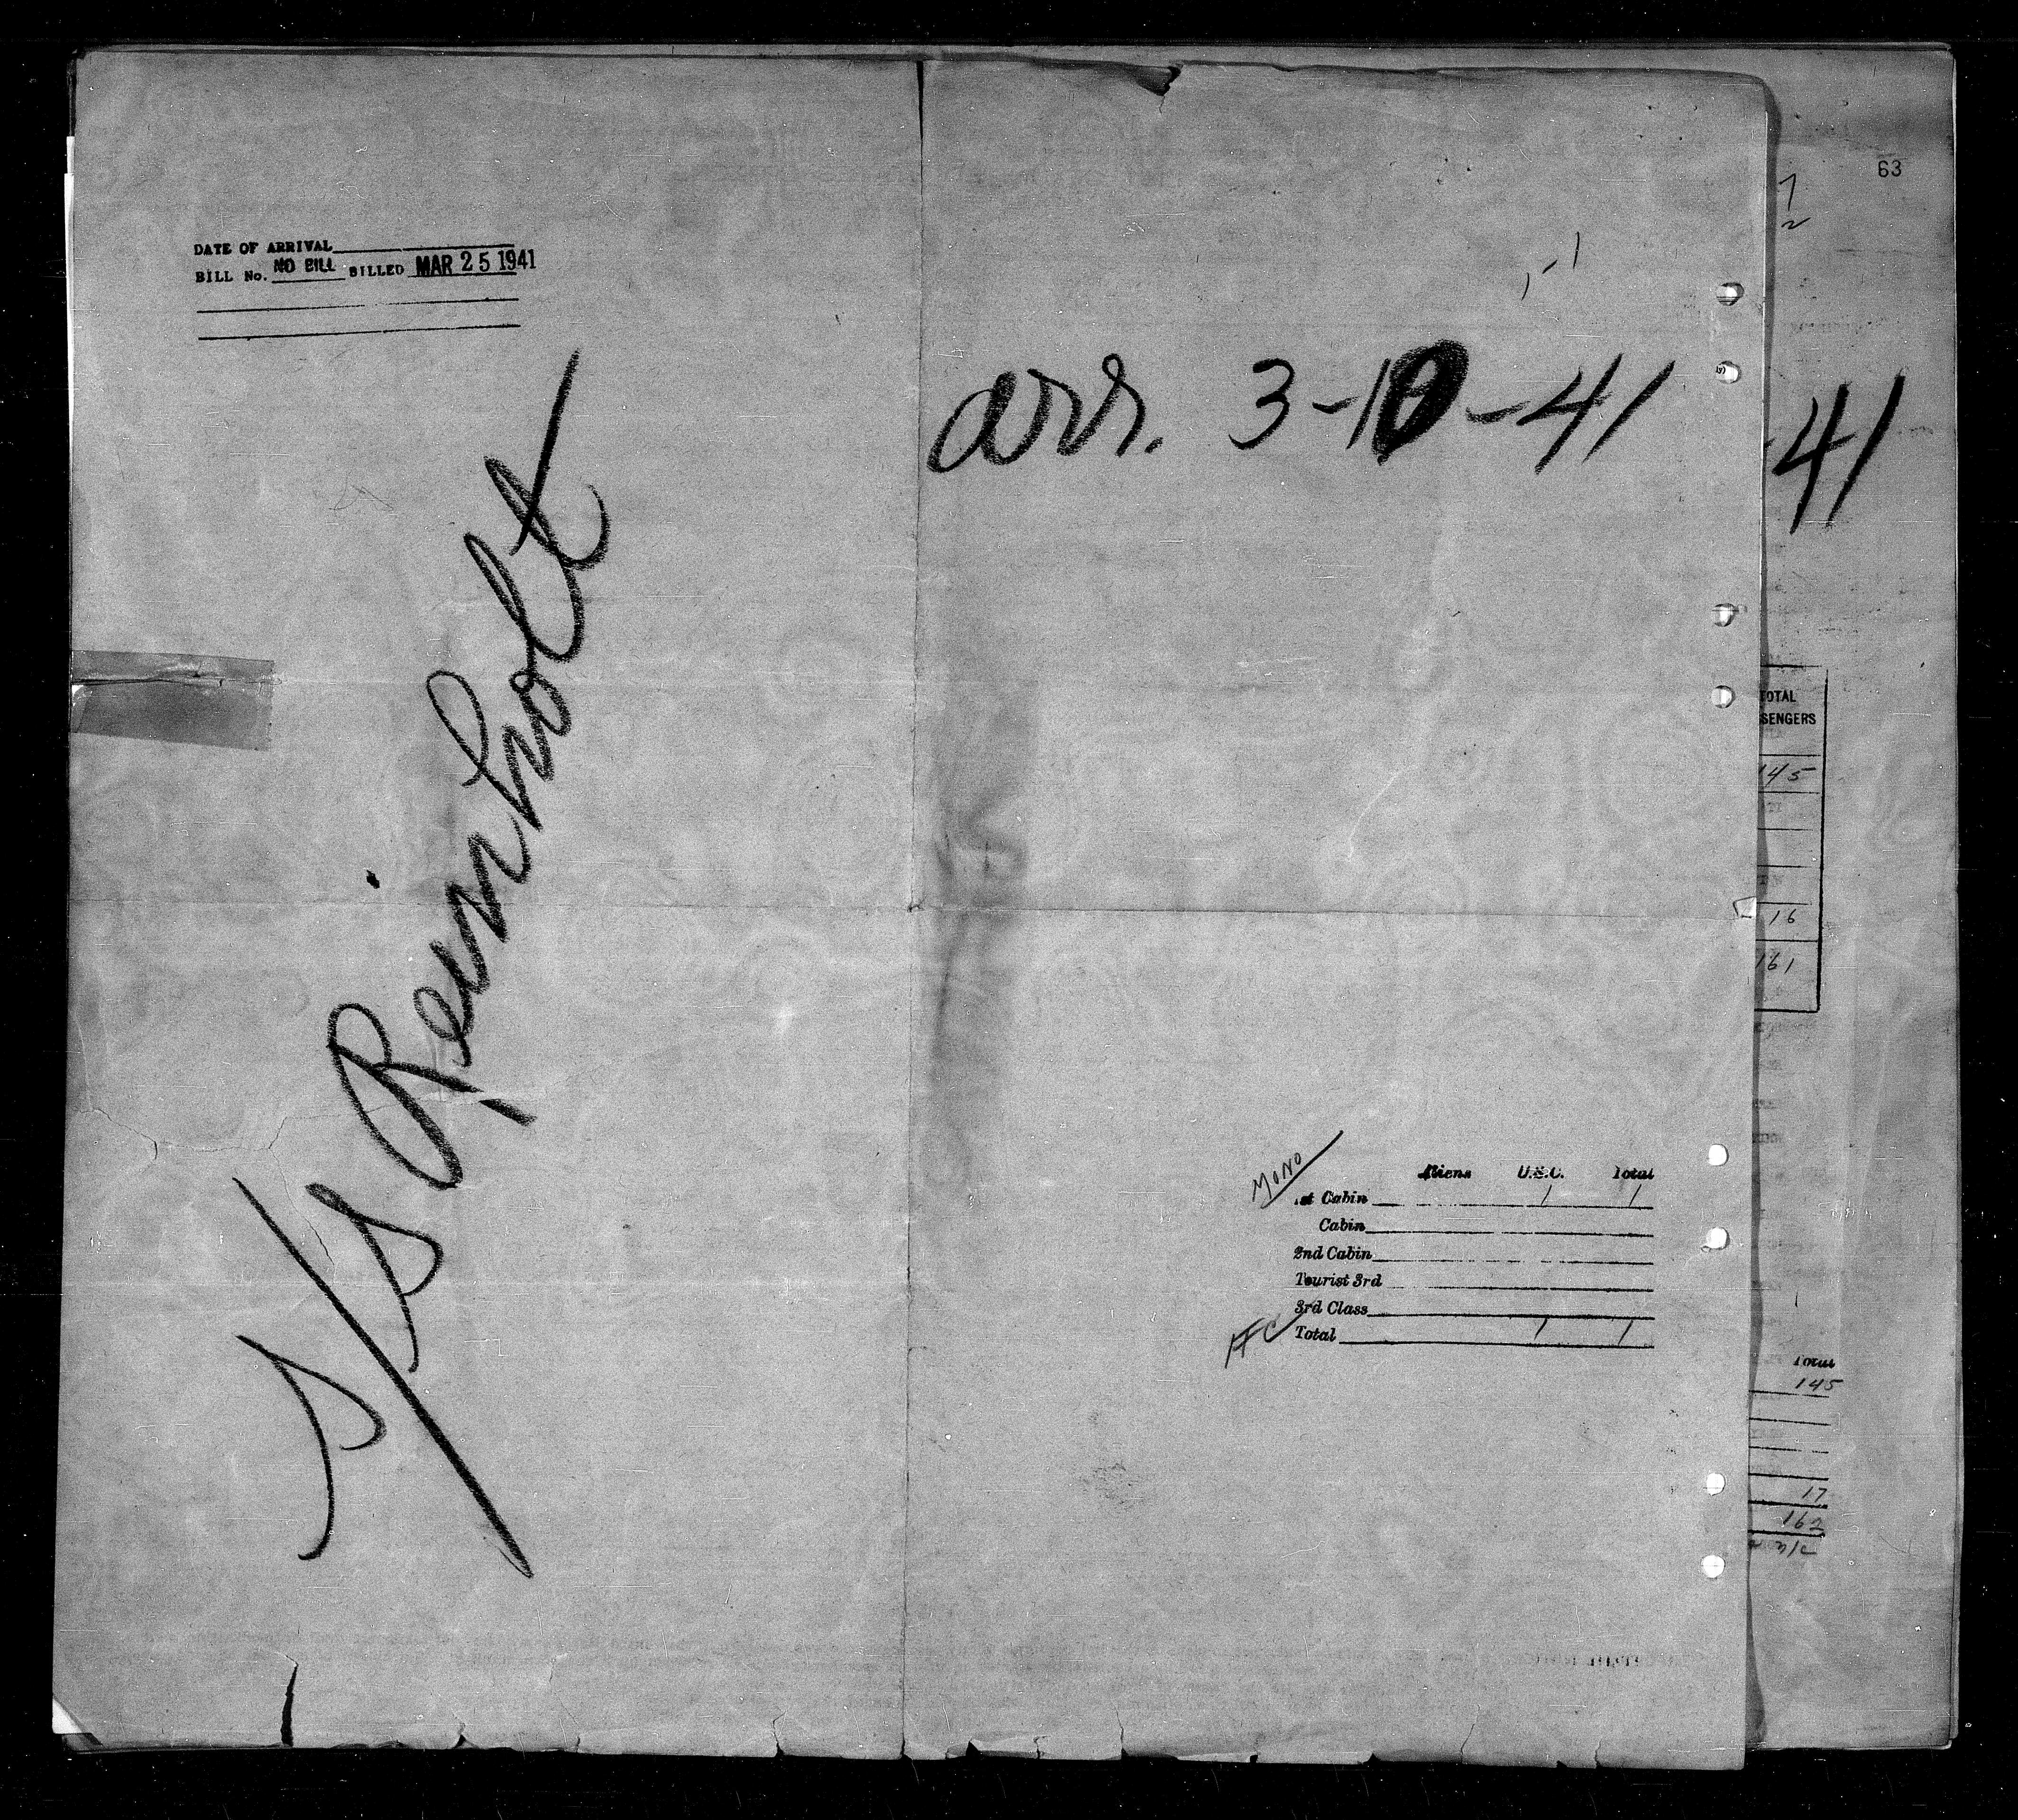 63
DATE OF ARRIVAL
BILL No. NO BILL BILLED MAR 25 1941
arr. 3-10-41
41
S/S Reinholt
TOTAL
SENGERS
145
16
161
MONO
Aliens U.S.C. Total
1st Cabin 1 1
Cabin
2nd Cabin
Tourist 3rd
3rd Class
Total 1 1
Total
145
17
162